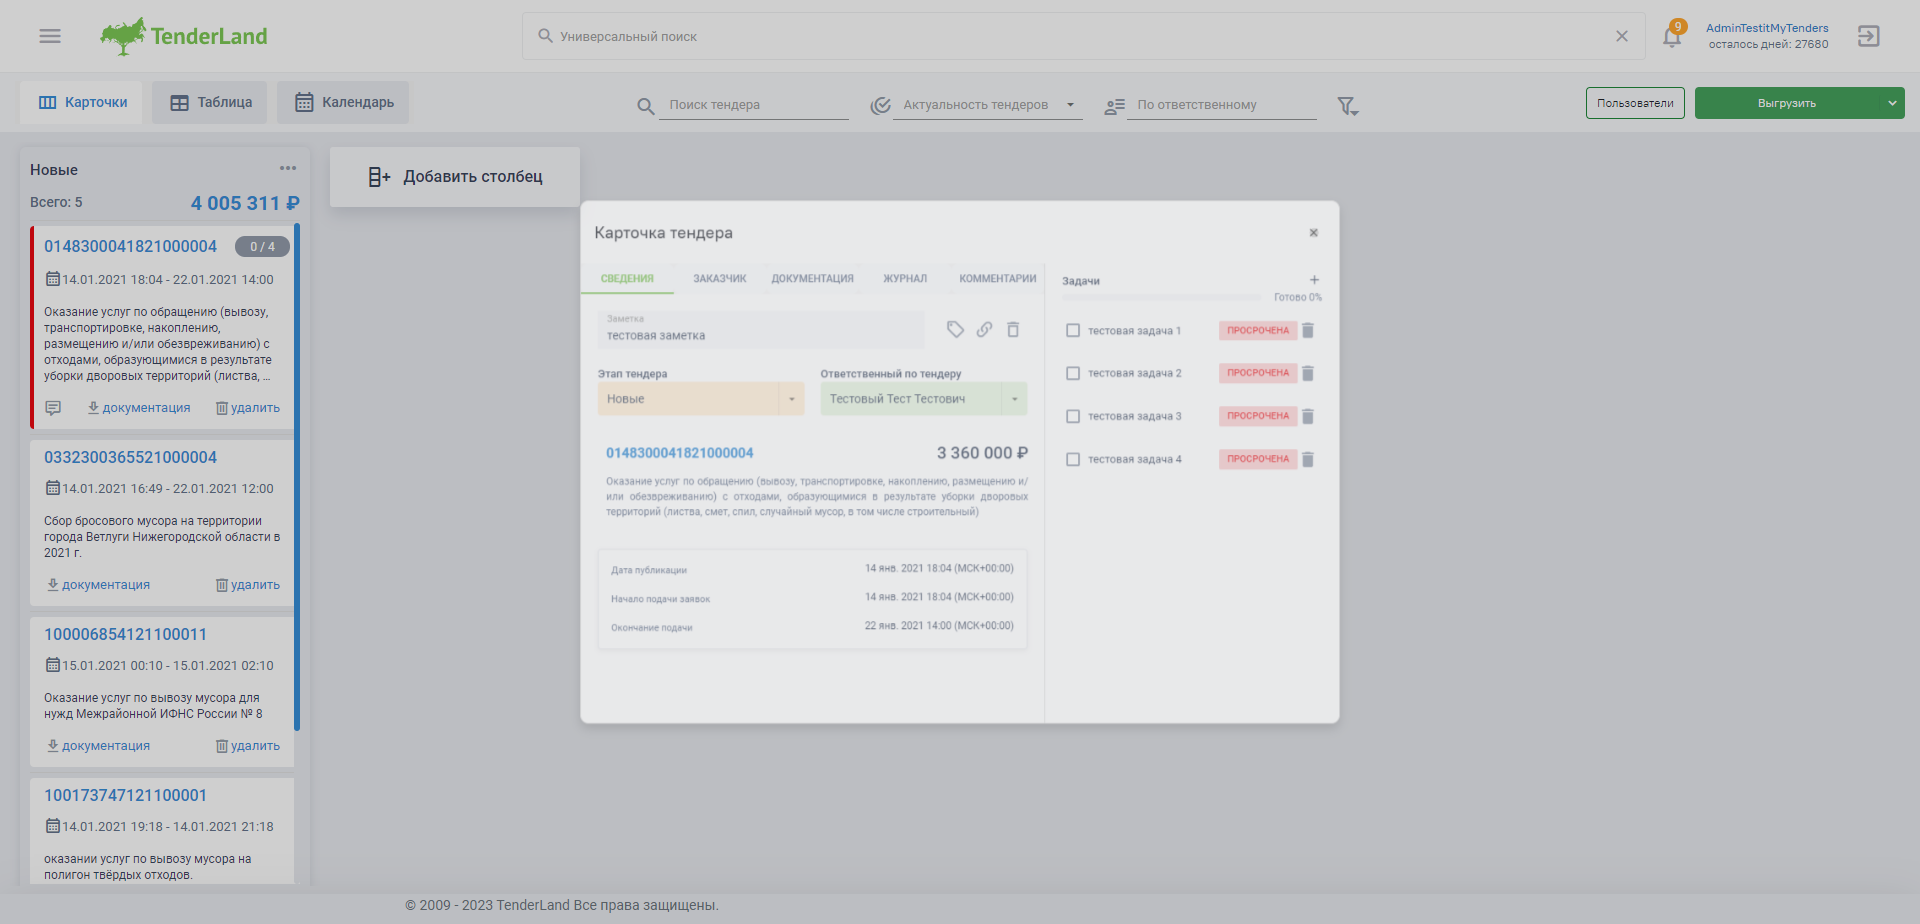 TenderLand
Универсальный поиск
9
AdminTestitMyTenders
осталось дней: 27680
Карточки
Таблица
Календарь
Поиск тендера
Актуальность тендеров
По ответственному
Пользователи
Выгрузить
Новые
Всего: 5
4 005 311 ₽
0148300041821000004
0 / 4
14.01.2021 18:04 - 22.01.2021 14:00
Оказание услуг по обращению (вывозу,
транспортировке, накоплению,
размещению и/или обезвреживанию) с
отходами, образующимися в результате
уборки дворовых территорий (листва, ...
документация
удалить
0332300365521000004
14.01.2021 16:49 - 22.01.2021 12:00
Сбор бросового мусора на территории
города Ветлуги Нижегородской области в
2021 г.
документация
удалить
100006854121100011
15.01.2021 00:10 - 15.01.2021 02:10
Оказание услуг по вывозу мусора для
нужд Межрайонной ИФНС России № 8
документация
удалить
100173747121100001
14.01.2021 19:18 - 14.01.2021 21:18
оказании услуг по вывозу мусора на
полигон твёрдых отходов.
Добавить столбец
Карточка тендера
СВЕДЕНИЯ
ЗАКАЗЧИК
ДОКУМЕНТАЦИЯ
ЖУРНАЛ
КОММЕНТАРИИ
Заметка
тестовая заметка
Этап тендера
Новые
Ответственный по тендеру
Тестовый Тест Тестович
0148300041821000004
3 360 000 ₽
Оказание услуг по обращению (вывозу, транспортировке, накоплению, размещению и/
или обезвреживанию) с отходами, образующимися в результате уборки дворовых
территорий (листва, смет, спил, случайный мусор, в том числе строительный)
Дата публикации
14 янв. 2021 18:04 (МСК+00:00)
Начало подачи заявок
14 янв. 2021 18:04 (МСК+00:00)
Окончание подачи
22 янв. 2021 14:00 (МСК+00:00)
Задачи
Готово 0%
тестовая задача 1
ПРОСРОЧЕНА
тестовая задача 2
ПРОСРОЧЕНА
тестовая задача 3
ПРОСРОЧЕНА
тестовая задача 4
ПРОСРОЧЕНА
© 2009 - 2023 TenderLand Все права защищены.